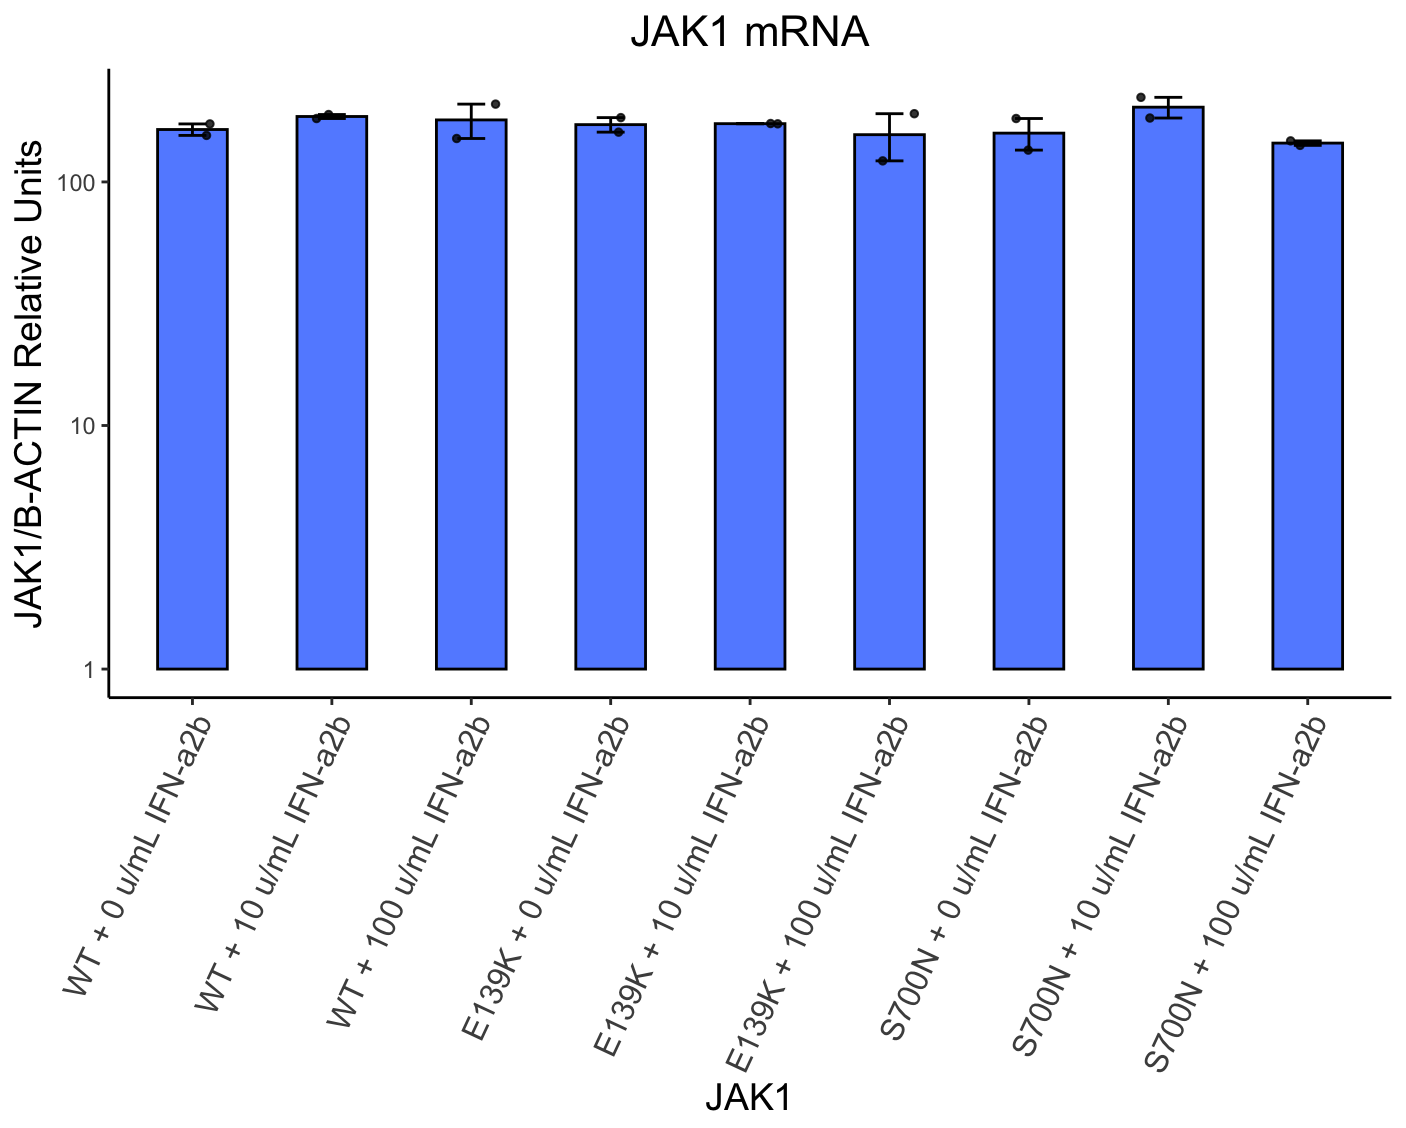 JAK1 mRNA
JAK1/B-ACTIN Relative Units
100
10
1
WT + 0 u/mL IFN-a2b
WT + 10 u/mL IFN-a2b
WT + 100 u/mL IFN-a2b
E139K + 0 u/mL IFN-a2b
E139K + 10 u/mL IFN-a2b
E139K + 100 u/mL IFN-a2b
S700N + 0 u/mL IFN-a2b
S700N + 10 u/mL IFN-a2b
S700N + 100 u/mL IFN-a2b
JAK1